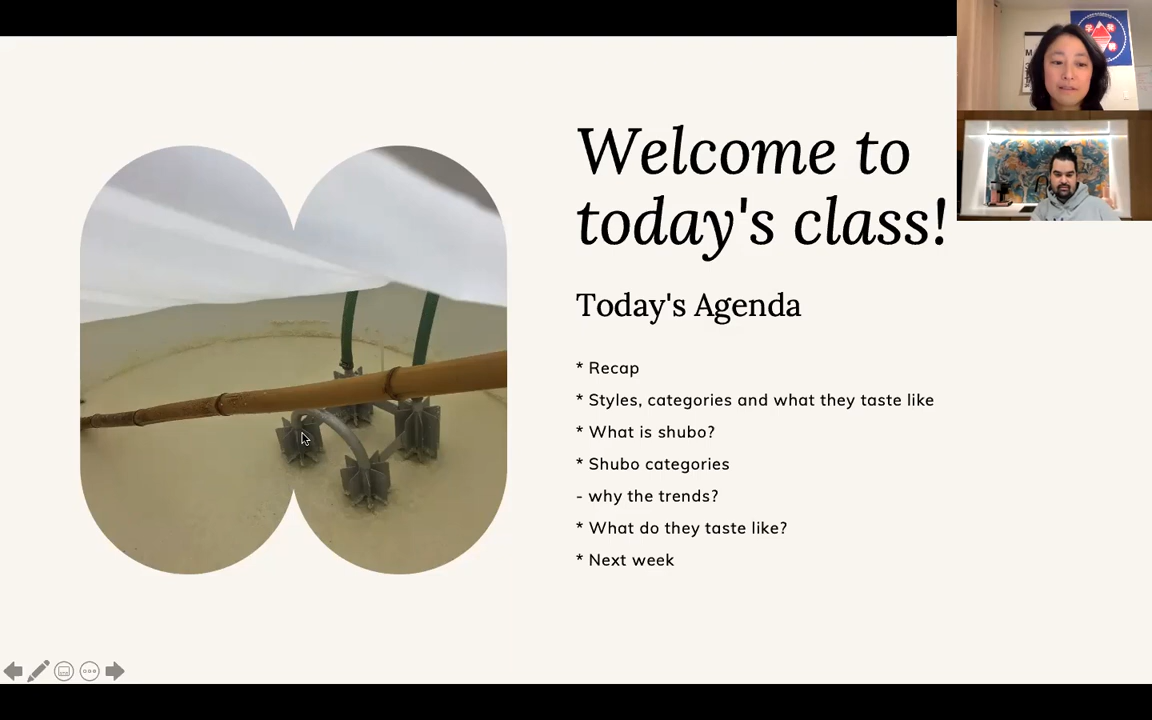 Welcome to
today's class!
Today's Agenda
* Recap
* Styles, categories and what they taste like
* What is shubo?
* Shubo categories
- why the trends?
* What do they taste like?
* Next week